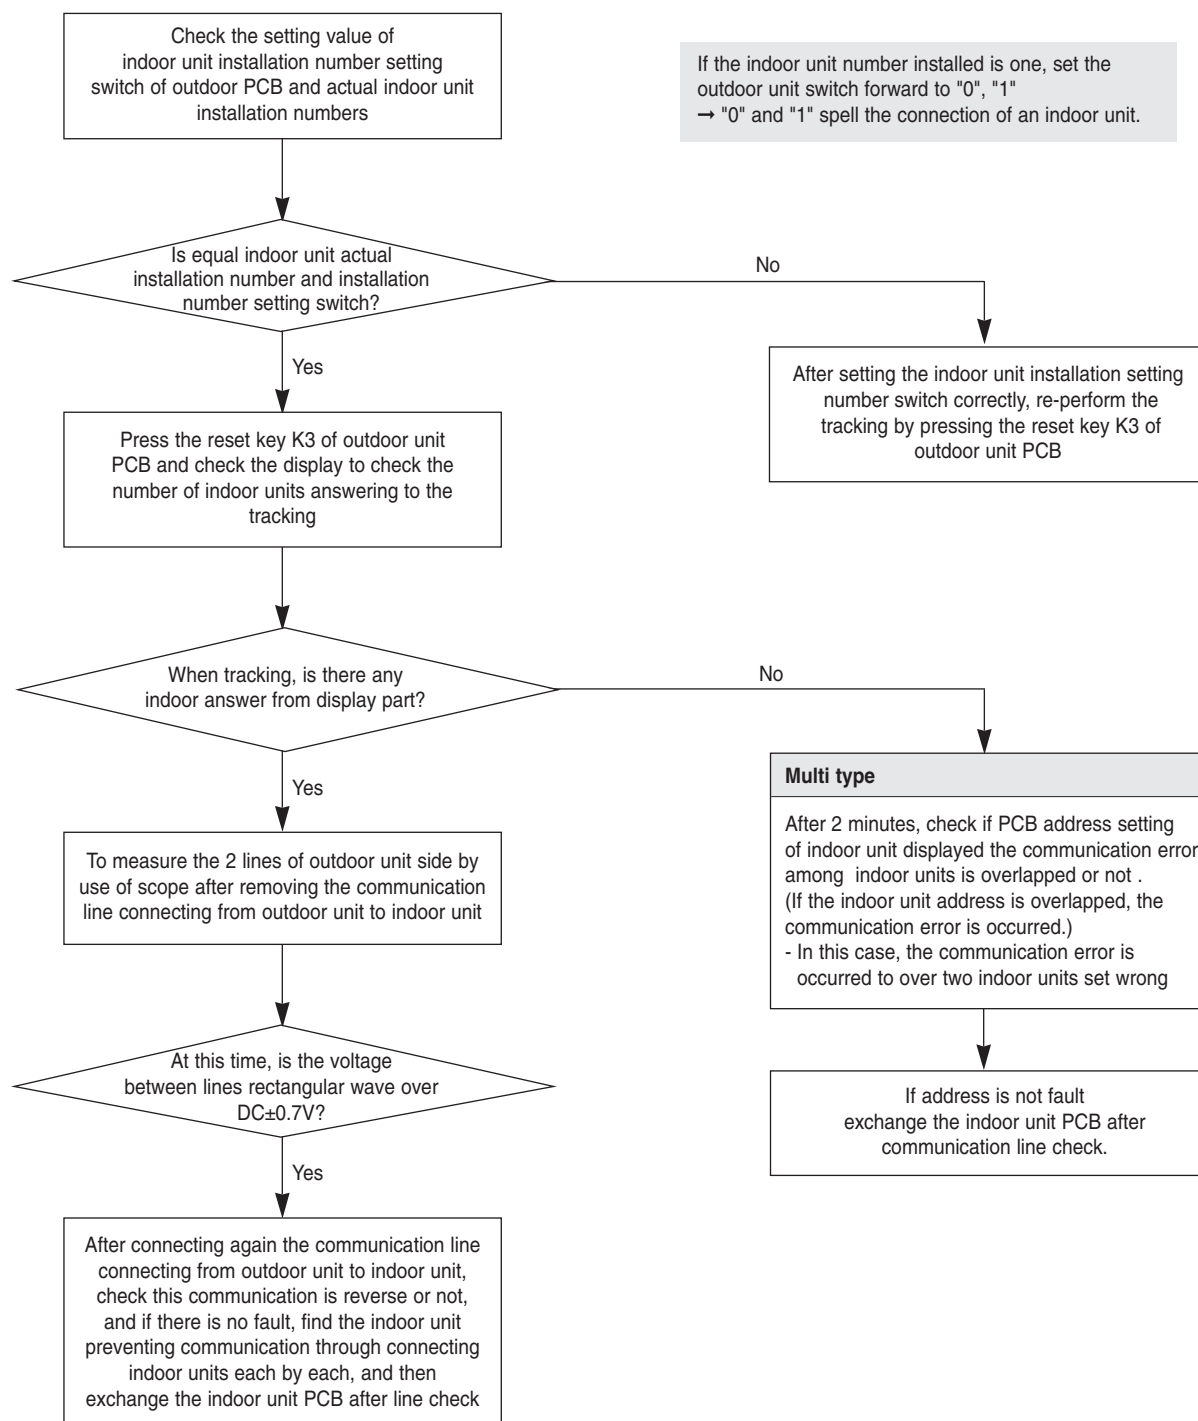 Check the setting value of
indoor unit installation number setting
switch of outdoor PCB and actual indoor unit
installation numbers
If the indoor unit number installed is one, set the
outdoor unit switch forward to "0", "1"
→ "0" and "1" spell the connection of an indoor unit.
Is equal indoor unit actual
installation number and installation
number setting switch?
No
Yes
After setting the indoor unit installation setting
number switch correctly, re-perform the
tracking by pressing the reset key K3 of
outdoor unit PCB
Press the reset key K3 of outdoor unit
PCB and check the display to check the
number of indoor units answering to the
tracking
When tracking, is there any
indoor answer from display part?
No
Yes
Multi type
After 2 minutes, check if PCB address setting
of indoor unit displayed the communication error
among indoor units is overlapped or not .
(If the indoor unit address is overlapped, the
communication error is occurred.)
- In this case, the communication error is
occurred to over two indoor units set wrong
To measure the 2 lines of outdoor unit side by
use of scope after removing the communication
line connecting from outdoor unit to indoor unit
At this time, is the voltage
between lines rectangular wave over
DC±0.7V?
If address is not fault
exchange the indoor unit PCB after
communication line check.
Yes
After connecting again the communication line
connecting from outdoor unit to indoor unit,
check this communication is reverse or not,
and if there is no fault, find the indoor unit
preventing communication through connecting
indoor units each by each, and then
exchange the indoor unit PCB after line check